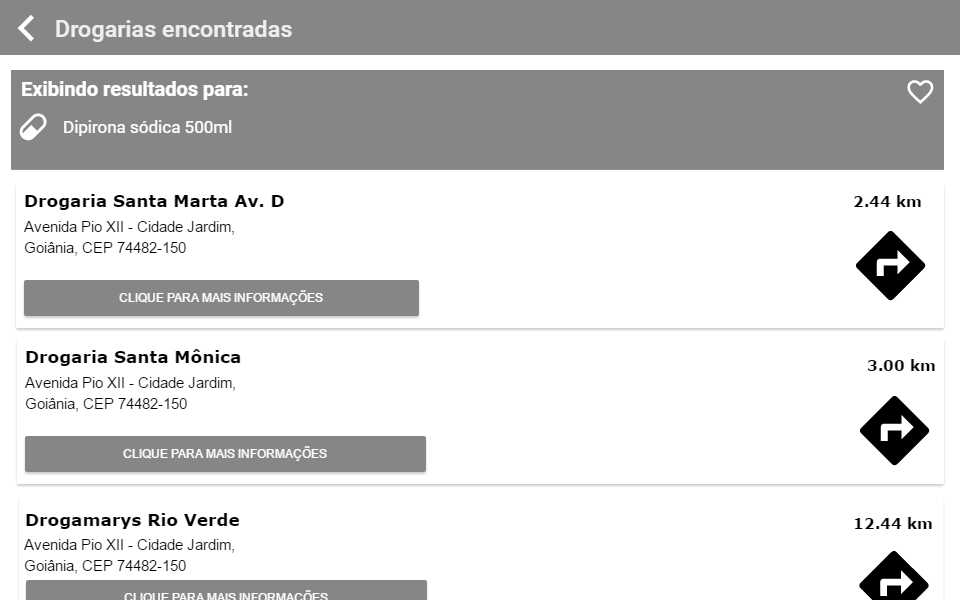 Drogarias encontradas
Exibindo resultados para:
Dipirona sódica 500ml
Drogaria Santa Marta Av. D
2.44 km
Avenida Pio XII - Cidade Jardim,
Goiânia, CEP 74482-150
CLIQUE PARA MAIS INFORMAÇÕES
Drogaria Santa Mônica
3.00 km
Avenida Pio XII - Cidade Jardim,
Goiânia, CEP 74482-150
CLIQUE PARA MAIS INFORMAÇÕES
Drogamarys Rio Verde
12.44 km
Avenida Pio XII - Cidade Jardim,
Goiânia, CEP 74482-150
CLIQUE PARA MAIS INFORMAÇÕES